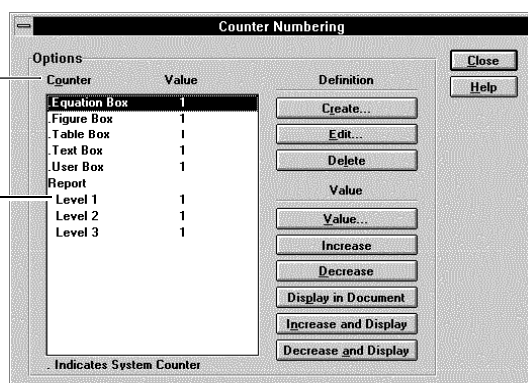 Counter Numbering
Options
Counter Value
.Equation Box 1
.Figure Box 1
.Table Box I
.Text Box 1
.User Box 1
Report
Level 1 1
Level 2 1
Level 3 1
. Indicates System Counter
Definition
Create...
Edit...
Delete
Value
Value...
Increase
Decrease
Display in Document
Increase and Display
Decrease and Display
Close
Help